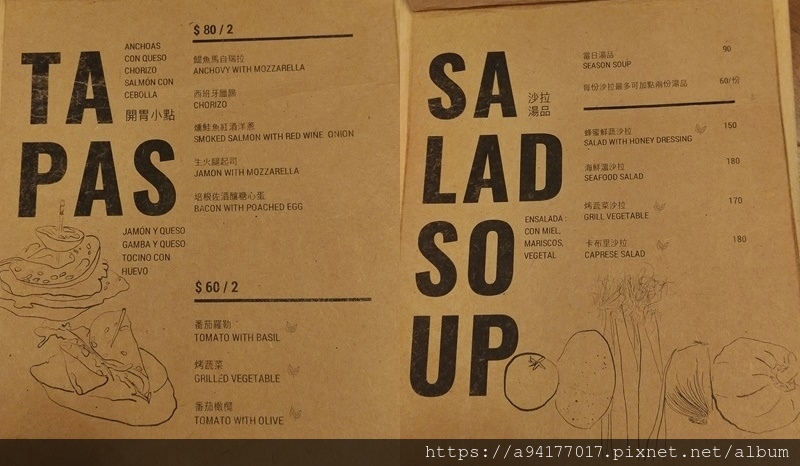 TA
PAS
ANCHOAS
CON QUESO
CHORIZO
SALMÓN CON
CEBOLLA
開胃小點
JAMÓN Y QUESO
GAMBA Y QUESO
TOCINO CON
HUEVO
$ 80 / 2
鯷魚馬自瑞拉
ANCHOVY WITH MOZZARELLA
西班牙臘腸
CHORIZO
燻鮭魚紅酒洋蔥
SMOKED SALMON WITH RED WINE ONION
生火腿起司
JAMON WITH MOZZARELLA
培根佐酒釀糖心蛋
BACON WITH POACHED EGG
$ 60 / 2
番茄羅勒
TOMATO WITH BASIL
烤蔬菜
GRILLED VEGETABLE
番茄橄欖
TOMATO WITH OLIVE
SA
LAD
SO
UP
沙拉
湯品
ENSALADA :
CON MIEL,
MARISCOS,
VEGETAL
當日湯品 90
SEASON SOUP
每份沙拉最多可加點兩份湯品 60/份
蜂蜜鮮蔬沙拉 150
SALAD WITH HONEY DRESSING
海鮮溫沙拉 180
SEAFOOD SALAD
烤蔬菜沙拉 170
GRILL VEGETABLE
卡布里沙拉 180
CAPRESE SALAD
https://a94177017.pixnet.net/album